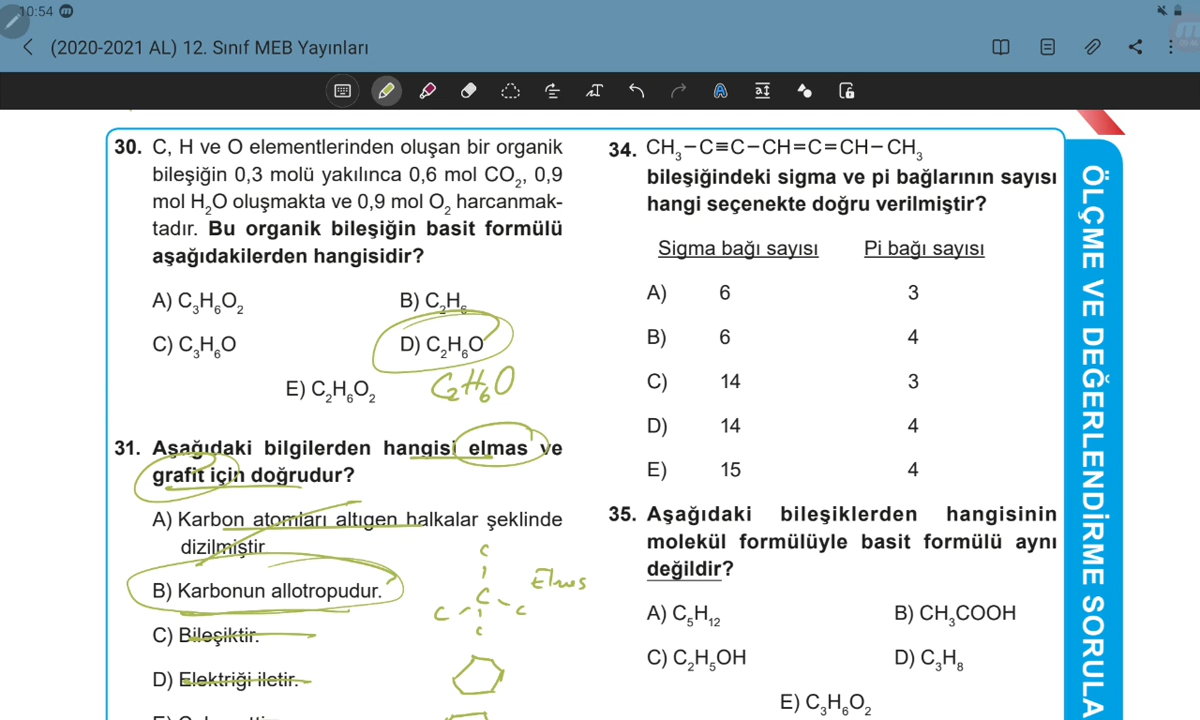 10:54
(2020-2021 AL) 12. Sınıf MEB Yayınları
30. C, H ve O elementlerinden oluşan bir organik
bileşiğin 0,3 molü yakılınca 0,6 mol CO₂, 0,9
mol H₂O oluşmakta ve 0,9 mol O₂ harcanmak-
tadır. Bu organik bileşiğin basit formülü
aşağıdakilerden hangisidir?
A) C₃H₆O₂ B) C₂H₆
C) C₃H₆O D) C₂H₆O
E) C₂H₆O₂ C₂H₆O
31. Aşağıdaki bilgilerden hangisi elmas ve
grafit için doğrudur?
A) Karbon atomları altıgen halkalar şeklinde
dizilmiştir.
B) Karbonun allotropudur.
C) Bileşiktir.
D) Elektriği iletir.
C
C C C
C
Elmas
34. CH₃−C≡C−CH=C=CH−CH₃
bileşiğindeki sigma ve pi bağlarının sayısı
hangi seçenekte doğru verilmiştir?
Sigma bağı sayısı Pi bağı sayısı
A) 6 3
B) 6 4
C) 14 3
D) 14 4
E) 15 4
35. Aşağıdaki bileşiklerden hangisinin
molekül formülüyle basit formülü aynı
değildir?
A) C₅H₁₂ B) CH₃COOH
C) C₂H₅OH D) C₃H₈
E) C₃H₆O₂
ÖLÇME VE DEĞERLENDİRME SORULA